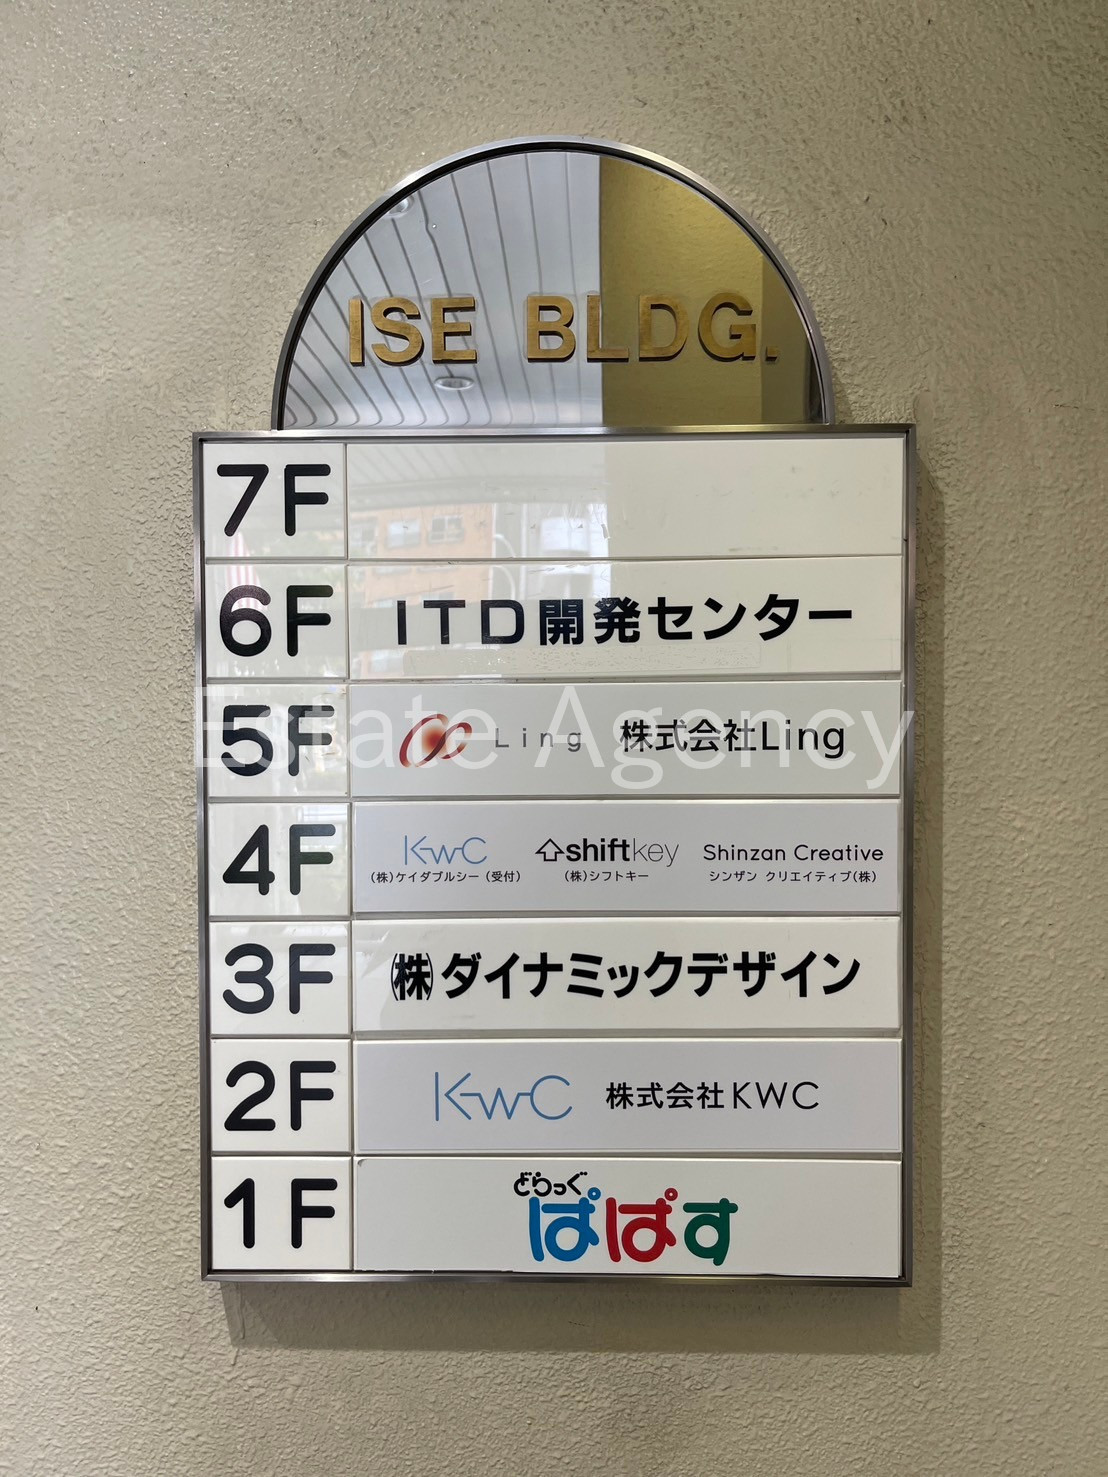 ISE BLDG.
7F
6F ITD開発センター
5F Ling 株式会社Ling
Estate Agency
4F KwC shiftkey Shinzan Creative
(株)ケイダブルシー(受付) (株)シフトキー シンザン クリエイティブ(株)
3F ㈱ダイナミックデザイン
2F KwC 株式会社KWC
どらっぐ
1F ぱぱす